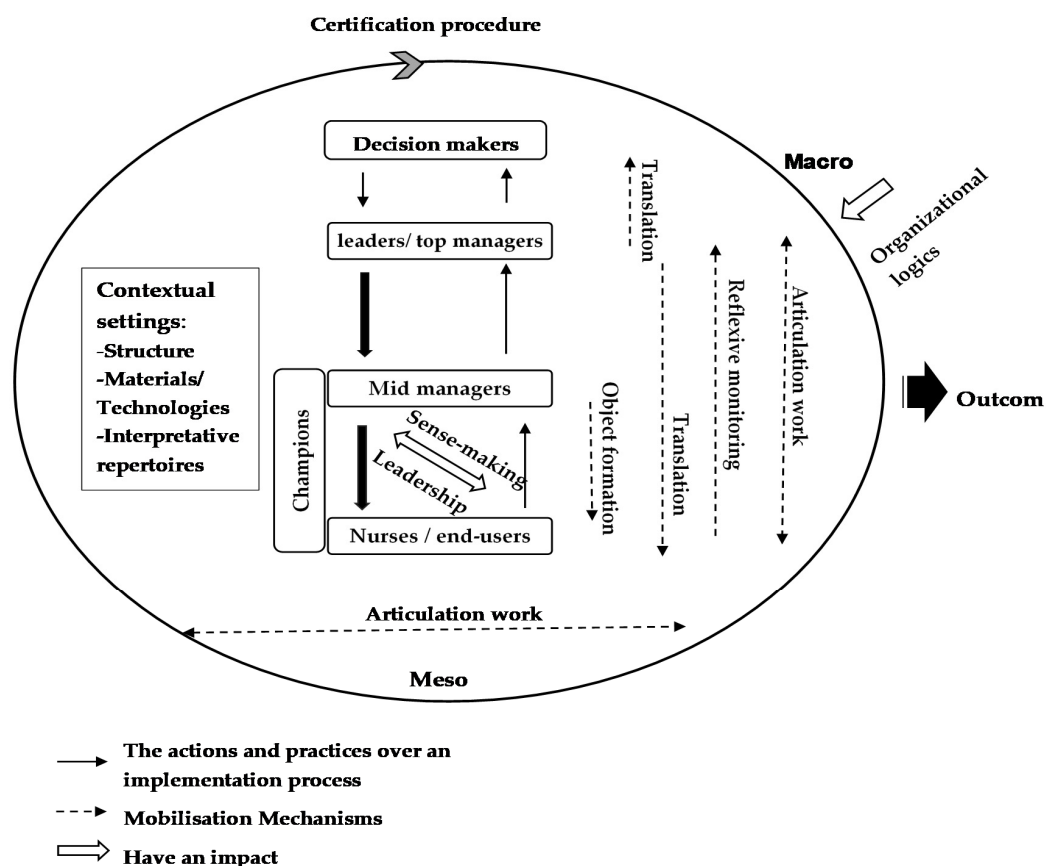 Certification procedure
Decision makers
Macro
Translation
Organizational
logics
leaders/ top managers
Contextual
settings:
-Structure
-Materials/
Technologies
-Interpretative
repertoires
Reflexive monitoring
Articulation work
Mid managers
Champions
Sense-making
Leadership
Object formation
Translation
Outcom
Nurses / end-users
Articulation work
Meso
The actions and practices over an
implementation process
Mobilisation Mechanisms
Have an impact